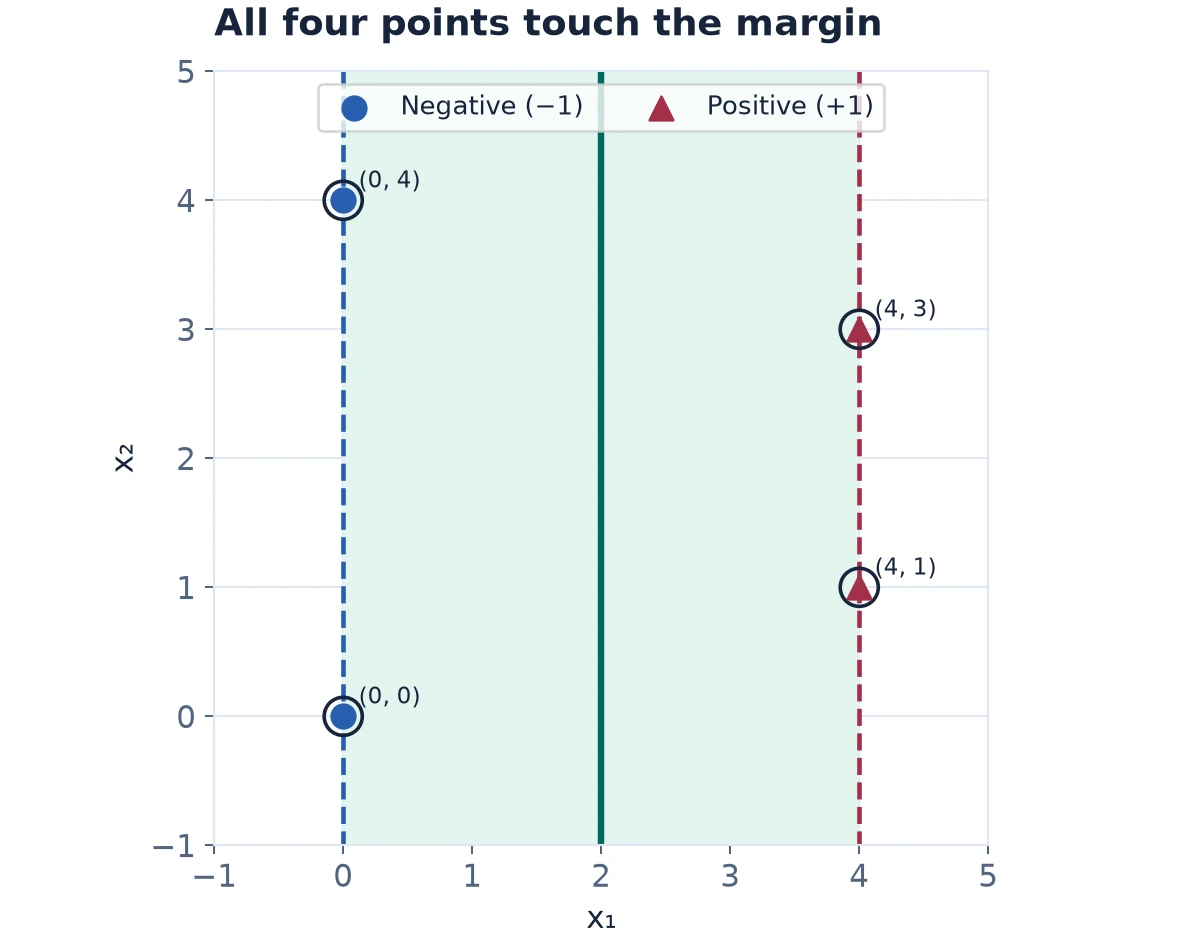 All four points touch the margin
5
Negative (−1) Positive (+1)
(0, 4)
4
(4, 3)
3
x₂
2
(4, 1)
1
(0, 0)
0
−1
−1 0 1 2 3 4 5
x₁